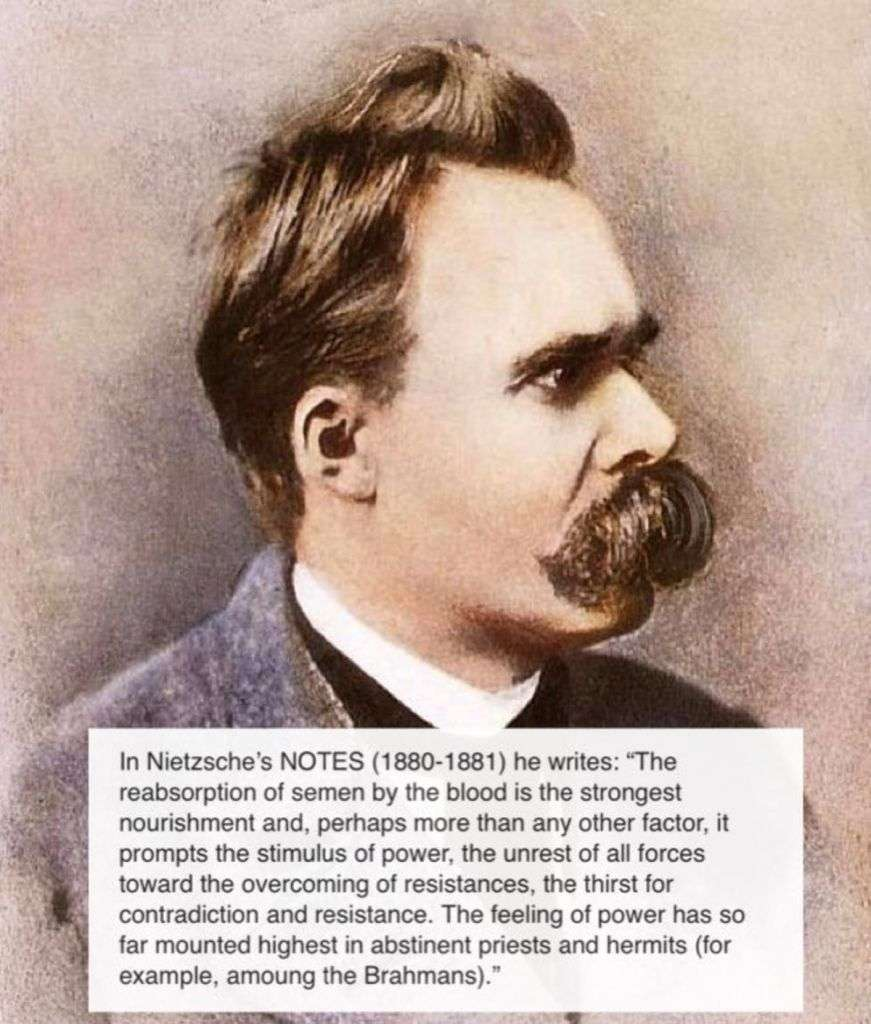 In Nietzsche’s NOTES (1880-1881) he writes: “The
reabsorption of semen by the blood is the strongest
nourishment and, perhaps more than any other factor, it
prompts the stimulus of power, the unrest of all forces
toward the overcoming of resistances, the thirst for
contradiction and resistance. The feeling of power has so
far mounted highest in abstinent priests and hermits (for
example, amoung the Brahmans).”